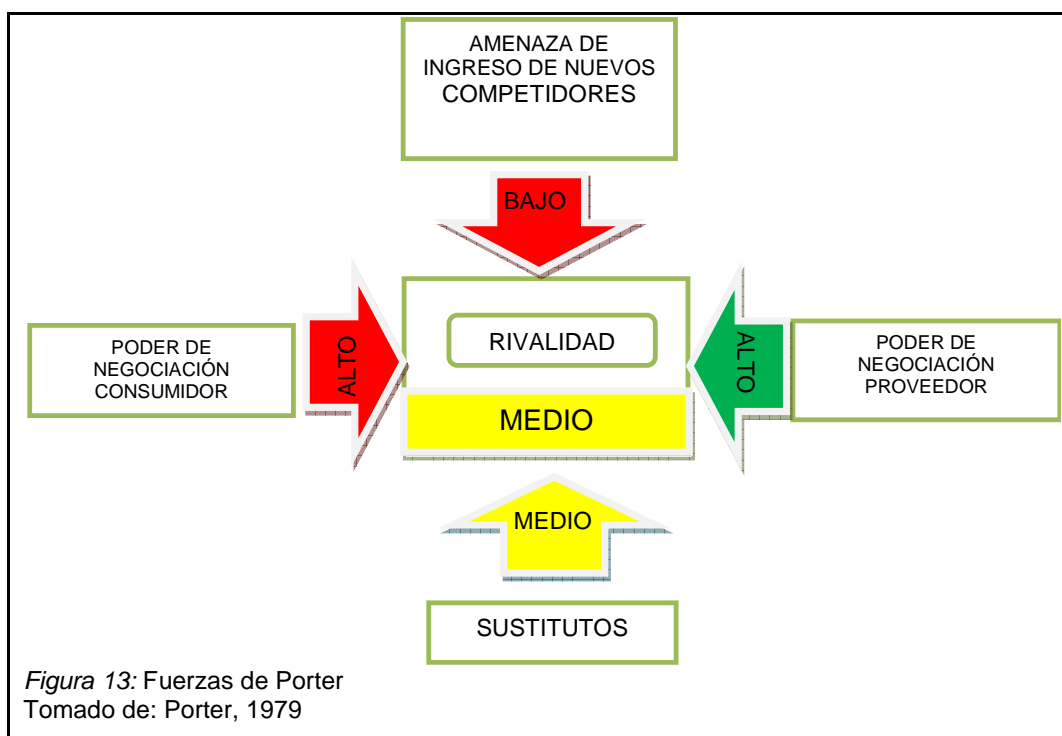 AMENAZA DE
INGRESO DE NUEVOS
COMPETIDORES
BAJO
PODER DE
NEGOCIACIÓN
CONSUMIDOR
ALTO
RIVALIDAD
MEDIO
ALTO
PODER DE
NEGOCIACIÓN
PROVEEDOR
MEDIO
SUSTITUTOS
Figura 13: Fuerzas de Porter
Tomado de: Porter, 1979